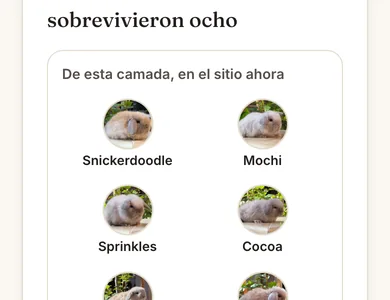 sobrevivieron ocho
De esta camada, en el sitio ahora
Snickerdoodle
Mochi
Sprinkles
Cocoa